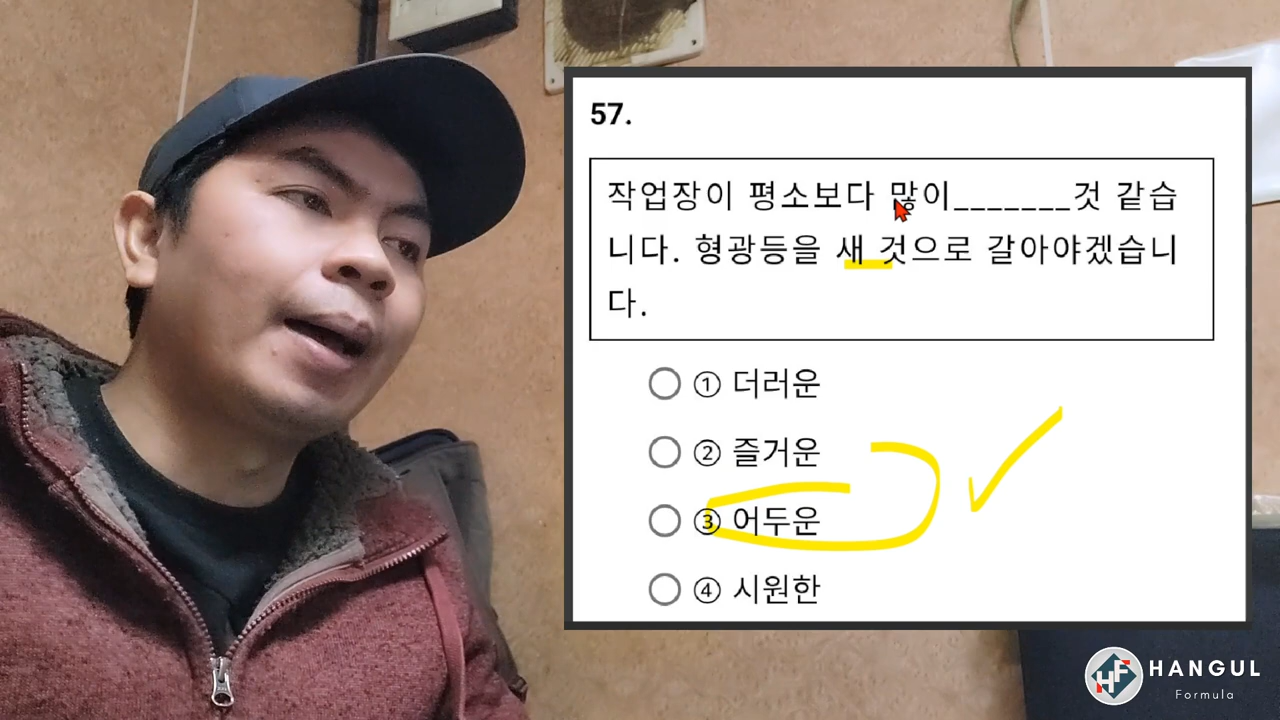 57.
작업장이 평소보다 많이_______것 같습
니다. 형광등을 새 것으로 갈아야겠습니
다.
① 더러운
② 즐거운
③ 어두운
④ 시원한
HF HANGUL
Formula